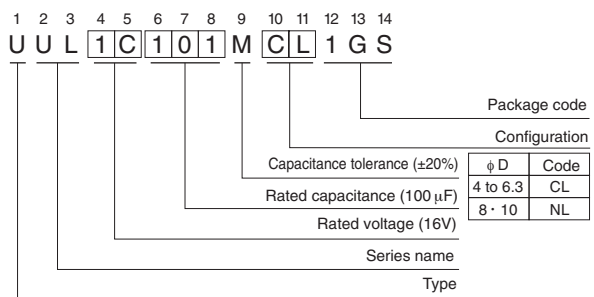 1 2 3 4 5 6 7 8 9 10 11 12 13 14
U U L 1 C 1 0 1 M C L 1 G S
Package code
Configuration
Capacitance tolerance (±20%)
φD Code
4 to 6.3 CL
Rated capacitance (100 μF)
8・10 NL
Rated voltage (16V)
Series name
Type